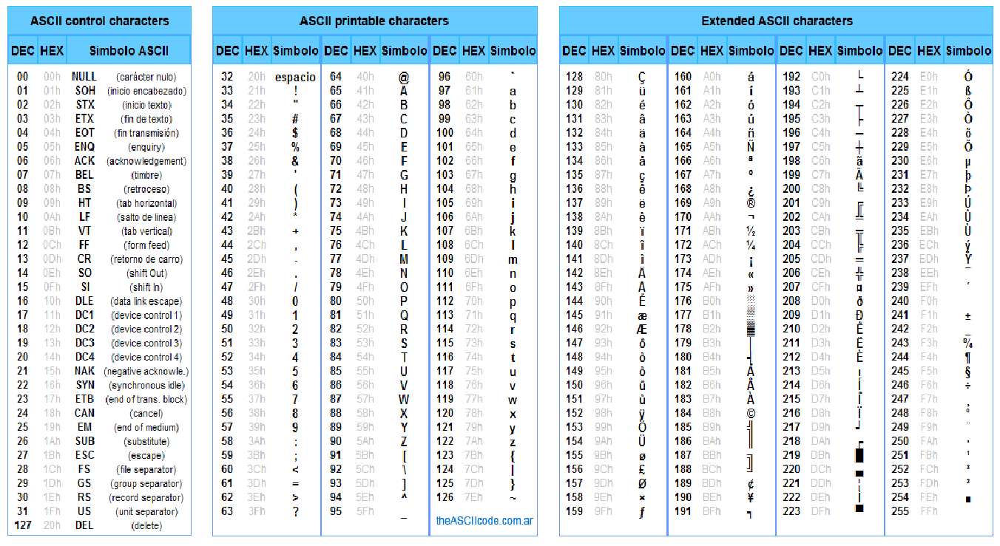 ASCII control characters
DEC HEX Simbolo ASCII
00 00h NULL (carácter nulo)
01 01h SOH (inicio encabezado)
02 02h STX (inicio texto)
03 03h ETX (fin de texto)
04 04h EOT (fin transmisión)
05 05h ENQ (enquiry)
06 06h ACK (acknowledgement)
07 07h BEL (timbre)
08 08h BS (retroceso)
09 09h HT (tab horizontal)
10 0Ah LF (salto de linea)
11 0Bh VT (tab vertical)
12 0Ch FF (form feed)
13 0Dh CR (retorno de carro)
14 0Eh SO (shift Out)
15 0Fh SI (shift In)
16 10h DLE (data link escape)
17 11h DC1 (device control 1)
18 12h DC2 (device control 2)
19 13h DC3 (device control 3)
20 14h DC4 (device control 4)
21 15h NAK (negative acknowle.)
22 16h SYN (synchronous idle)
23 17h ETB (end of trans. block)
24 18h CAN (cancel)
25 19h EM (end of medium)
26 1Ah SUB (substitute)
27 1Bh ESC (escape)
28 1Ch FS (file separator)
29 1Dh GS (group separator)
30 1Eh RS (record separator)
31 1Fh US (unit separator)
127 20h DEL (delete)
ASCII printable characters
DEC HEX Simbolo DEC HEX Simbolo DEC HEX Simbolo
32 20h espacio 64 40h @ 96 60h `
33 21h ! 65 41h A 97 61h a
34 22h " 66 42h B 98 62h b
35 23h # 67 43h C 99 63h c
36 24h $ 68 44h D 100 64h d
37 25h % 69 45h E 101 65h e
38 26h & 70 46h F 102 66h f
39 27h ' 71 47h G 103 67h g
40 28h ( 72 48h H 104 68h h
41 29h ) 73 49h I 105 69h i
42 2Ah * 74 4Ah J 106 6Ah j
43 2Bh + 75 4Bh K 107 6Bh k
44 2Ch , 76 4Ch L 108 6Ch l
45 2Dh - 77 4Dh M 109 6Dh m
46 2Eh . 78 4Eh N 110 6Eh n
47 2Fh / 79 4Fh O 111 6Fh o
48 30h 0 80 50h P 112 70h p
49 31h 1 81 51h Q 113 71h q
50 32h 2 82 52h R 114 72h r
51 33h 3 83 53h S 115 73h s
52 34h 4 84 54h T 116 74h t
53 35h 5 85 55h U 117 75h u
54 36h 6 86 56h V 118 76h v
55 37h 7 87 57h W 119 77h w
56 38h 8 88 58h X 120 78h x
57 39h 9 89 59h Y 121 79h y
58 3Ah : 90 5Ah Z 122 7Ah z
59 3Bh ; 91 5Bh [ 123 7Bh {
60 3Ch < 92 5Ch \ 124 7Ch |
61 3Dh = 93 5Dh ] 125 7Dh }
62 3Eh > 94 5Eh ^ 126 7Eh ~
63 3Fh ? 95 5Fh _
theASCIIcode.com.ar
Extended ASCII characters
DEC HEX Simbolo DEC HEX Simbolo DEC HEX Simbolo DEC HEX Simbolo
128 80h Ç 160 A0h á 192 C0h └ 224 E0h Ó
129 81h ü 161 A1h í 193 C1h ┴ 225 E1h ß
130 82h é 162 A2h ó 194 C2h ┬ 226 E2h Ô
131 83h â 163 A3h ú 195 C3h ├ 227 E3h Ò
132 84h ä 164 A4h ñ 196 C4h ─ 228 E4h õ
133 85h à 165 A5h Ñ 197 C5h ┼ 229 E5h Õ
134 86h å 166 A6h ª 198 C6h ã 230 E6h µ
135 87h ç 167 A7h º 199 C7h Ã 231 E7h þ
136 88h ê 168 A8h ¿ 200 C8h ╚ 232 E8h Þ
137 89h ë 169 A9h ® 201 C9h ╔ 233 E9h Ú
138 8Ah è 170 AAh ¬ 202 CAh ╩ 234 EAh Û
139 8Bh ï 171 ABh ½ 203 CBh ╦ 235 EBh Ù
140 8Ch î 172 ACh ¼ 204 CCh ╠ 236 ECh ý
141 8Dh ì 173 ADh ¡ 205 CDh ═ 237 EDh Ý
142 8Eh Ä 174 AEh « 206 CEh ╬ 238 EEh ¯
143 8Fh Å 175 AFh » 207 CFh ¤ 239 EFh ´
144 90h É 176 B0h ░ 208 D0h ð 240 F0h
145 91h æ 177 B1h ▒ 209 D1h Ð 241 F1h ±
146 92h Æ 178 B2h ▓ 210 D2h Ê 242 F2h ‗
147 93h ô 179 B3h │ 211 D3h Ë 243 F3h ¾
148 94h ò 180 B4h ┤ 212 D4h È 244 F4h ¶
149 95h ò 181 B5h Á 213 D5h ı 245 F5h §
150 96h û 182 B6h Â 214 D6h Í 246 F6h ÷
151 97h ù 183 B7h À 215 D7h Î 247 F7h ¸
152 98h ÿ 184 B8h © 216 D8h Ï 248 F8h °
153 99h Ö 185 B9h ╣ 217 D9h ┘ 249 F9h ¨
154 9Ah Ü 186 BAh ║ 218 DAh ┌ 250 FAh ·
155 9Bh ø 187 BBh ╗ 219 DBh █ 251 FBh ¹
156 9Ch £ 188 BCh ╝ 220 DCh ▄ 252 FCh ³
157 9Dh Ø 189 BDh ¢ 221 DDh ¦ 253 FDh ²
158 9Eh × 190 BEh ¥ 222 DEh Ì 254 FEh ■
159 9Fh ƒ 191 BFh ┐ 223 DFh ▀ 255 FFh